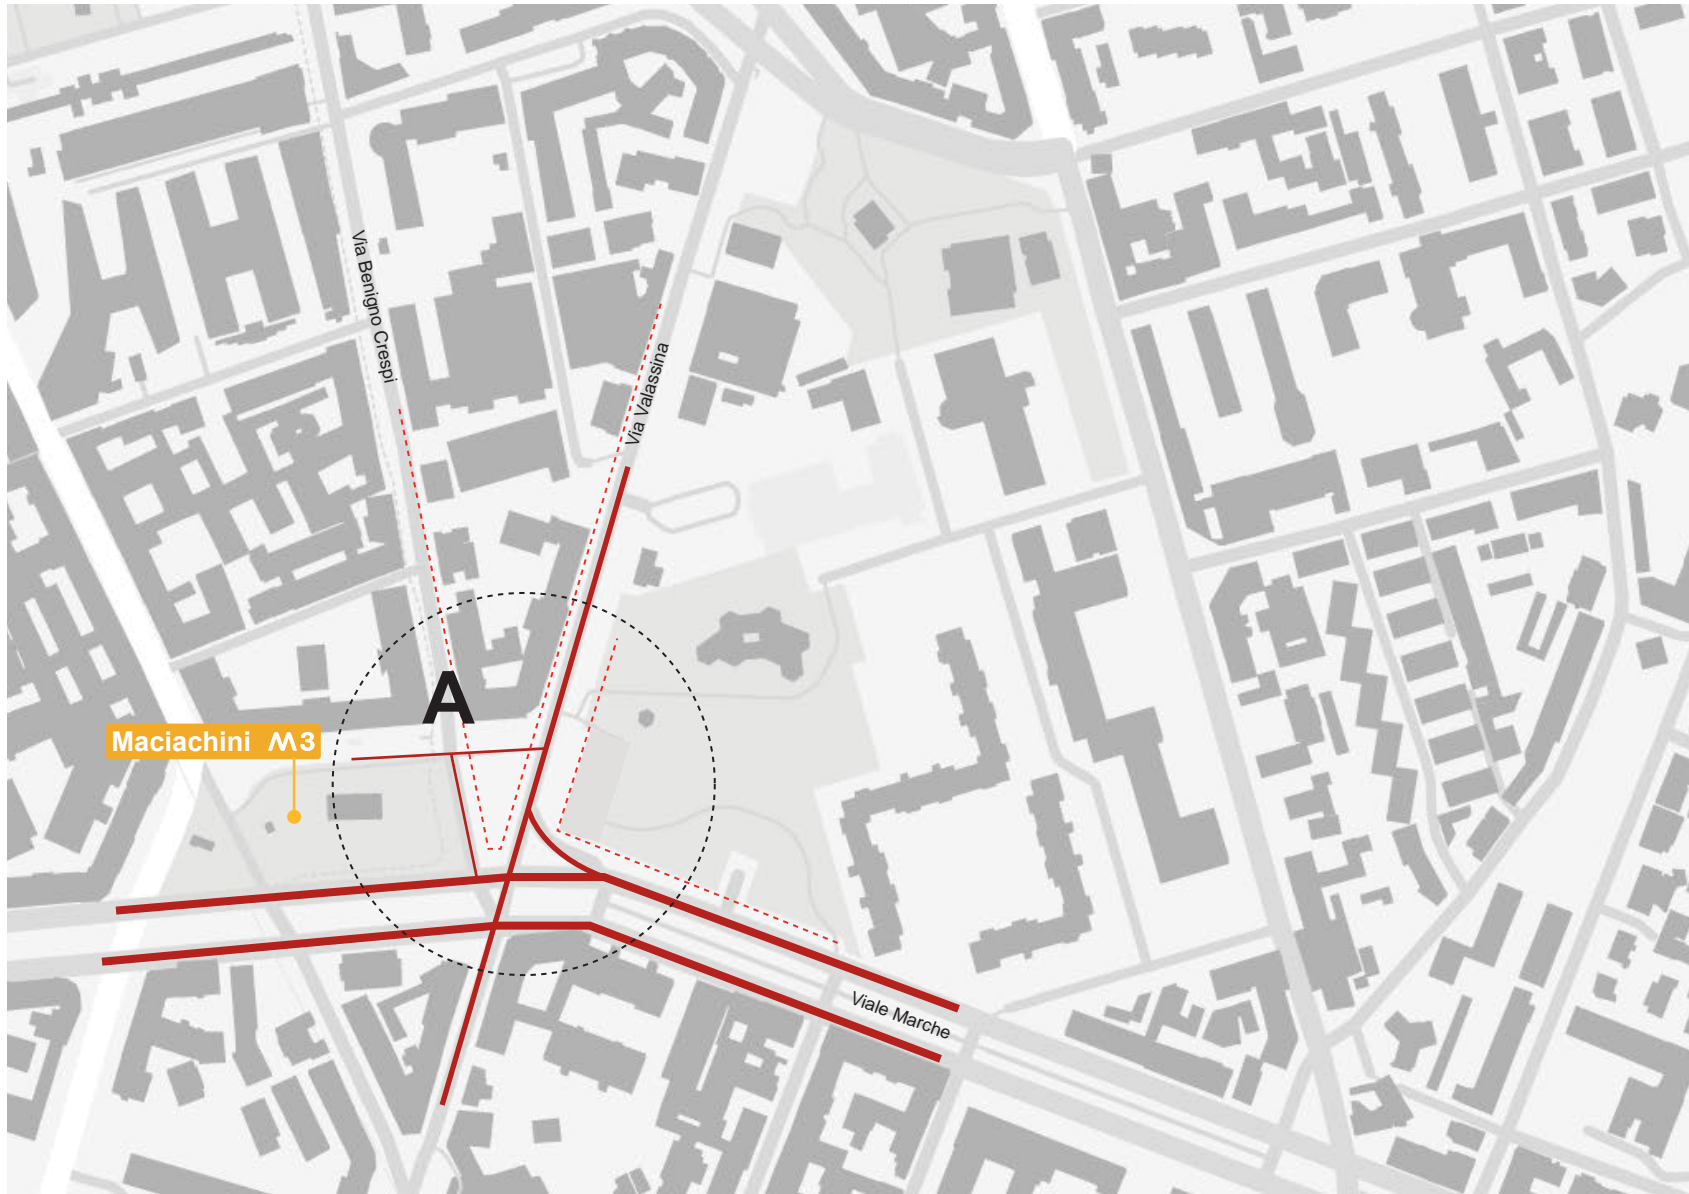 Via Benigno Crespi
Via Valassina
A
Maciachini M3
Viale Marche